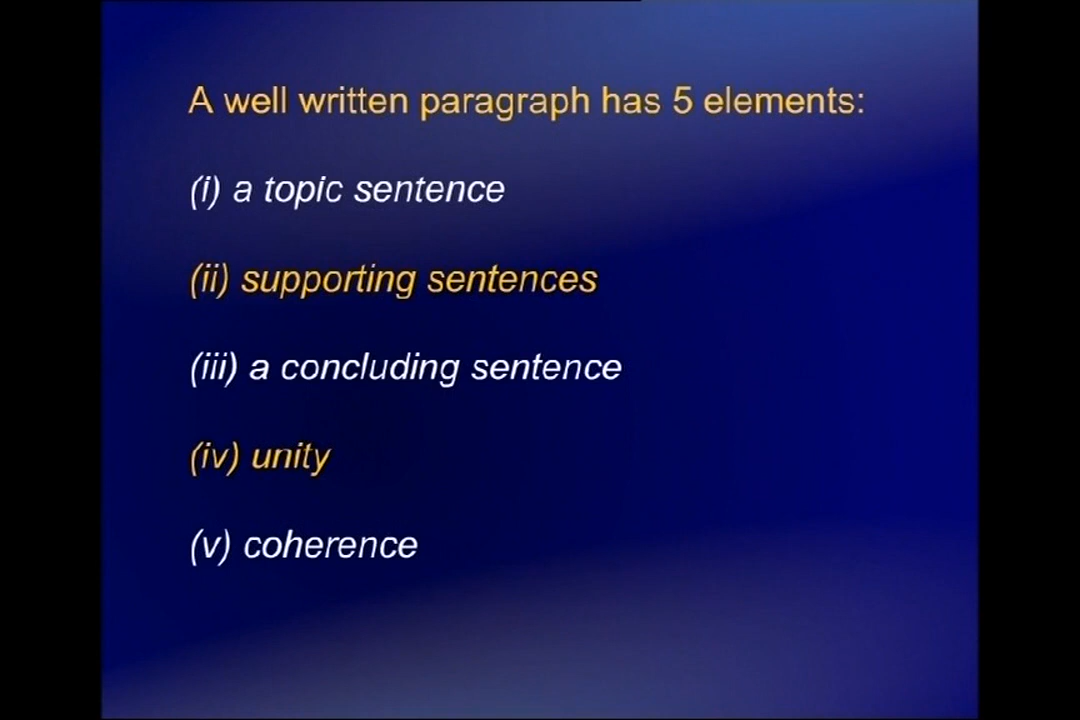 A well written paragraph has 5 elements:
(i) a topic sentence
(ii) supporting sentences
(iii) a concluding sentence
(iv) unity
(v) coherence